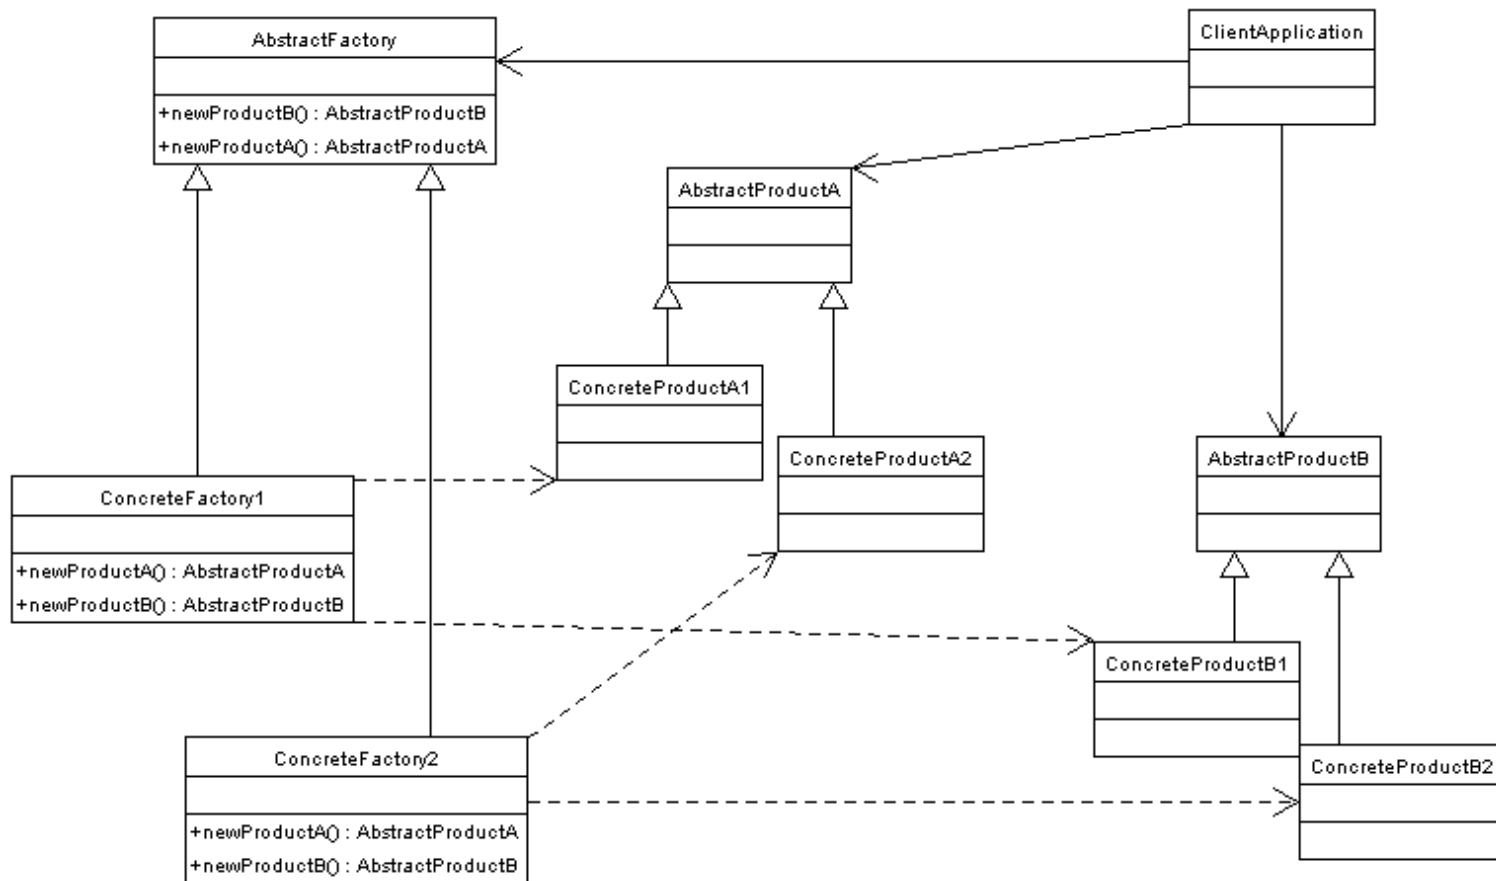 AbstractFactory
+newProductB() : AbstractProductB
+newProductA() : AbstractProductA
ClientApplication
AbstractProductA
ConcreteProductA1
ConcreteProductA2
AbstractProductB
ConcreteFactory1
+newProductA() : AbstractProductA
+newProductB() : AbstractProductB
ConcreteProductB1
ConcreteFactory2
+newProductA() : AbstractProductA
+newProductB() : AbstractProductB
ConcreteProductB2